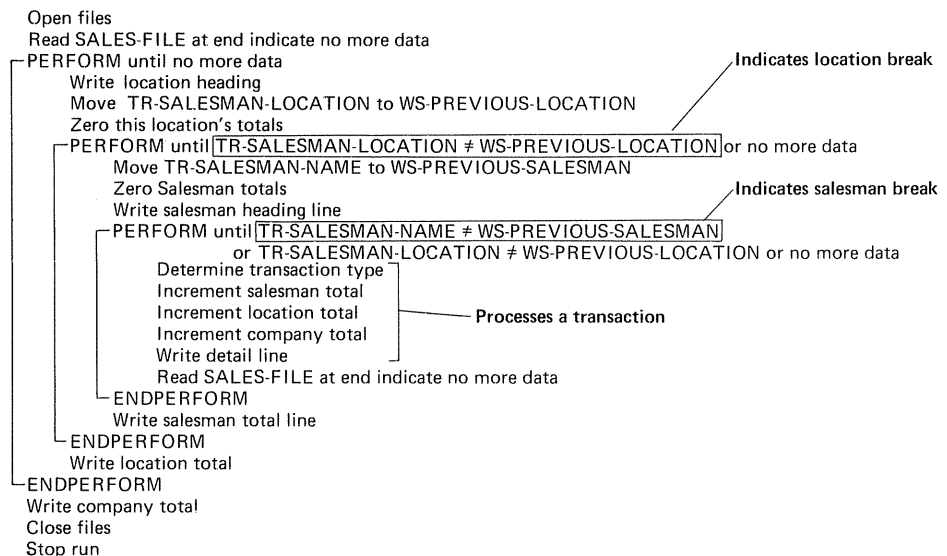 Open files
Read SALES-FILE at end indicate no more data
PERFORM until no more data
Indicates location break
Write location heading
Move TR-SALESMAN-LOCATION to WS-PREVIOUS-LOCATION
Zero this location's totals
PERFORM until TR-SALESMAN-LOCATION ≠ WS-PREVIOUS-LOCATION or no more data
Move TR-SALESMAN-NAME to WS-PREVIOUS-SALESMAN
Zero Salesman totals
Indicates salesman break
Write salesman heading line
PERFORM until TR-SALESMAN-NAME ≠ WS-PREVIOUS-SALESMAN
or TR-SALESMAN-LOCATION ≠ WS-PREVIOUS-LOCATION or no more data
Determine transaction type
Increment salesman total
Increment location total
Processes a transaction
Increment company total
Write detail line
Read SALES-FILE at end indicate no more data
ENDPERFORM
Write salesman total line
ENDPERFORM
Write location total
ENDPERFORM
Write company total
Close files
Stop run